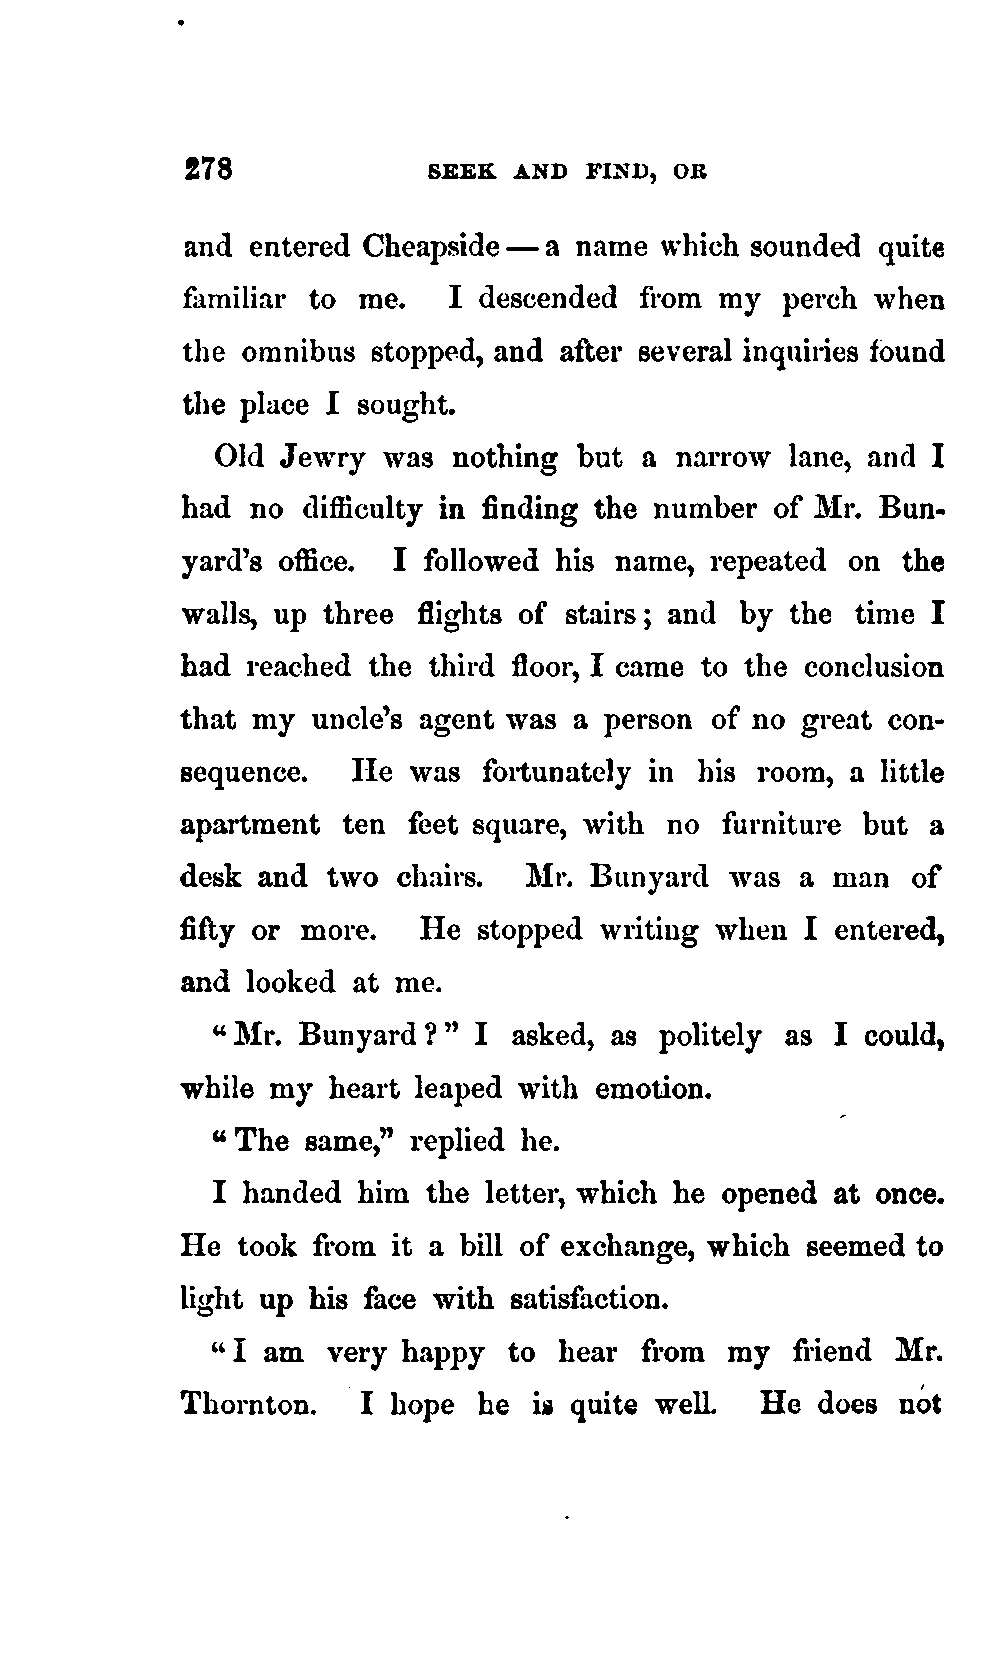 278 SEEK AND FIND, OR
and entered Cheapside — a name which sounded quite
familiar to me. I descended from my perch when
the omnibus stopped, and after several inquiries found
the place I sought.
Old Jewry was nothing but a narrow lane, and I
had no difficulty in finding the number of Mr. Bun-
yard's office. I followed his name, repeated on the
walls, up three flights of stairs; and by the time I
had reached the third floor, I came to the conclusion
that my uncle's agent was a person of no great con-
sequence. He was fortunately in his room, a little
apartment ten feet square, with no furniture but a
desk and two chairs. Mr. Bunyard was a man of
fifty or more. He stopped writing when I entered,
and looked at me.
"Mr. Bunyard?" I asked, as politely as I could,
while my heart leaped with emotion.
"The same," replied he.
I handed him the letter, which he opened at once.
He took from it a bill of exchange, which seemed to
light up his face with satisfaction.
"I am very happy to hear from my friend Mr.
Thornton. I hope he is quite well. He does not